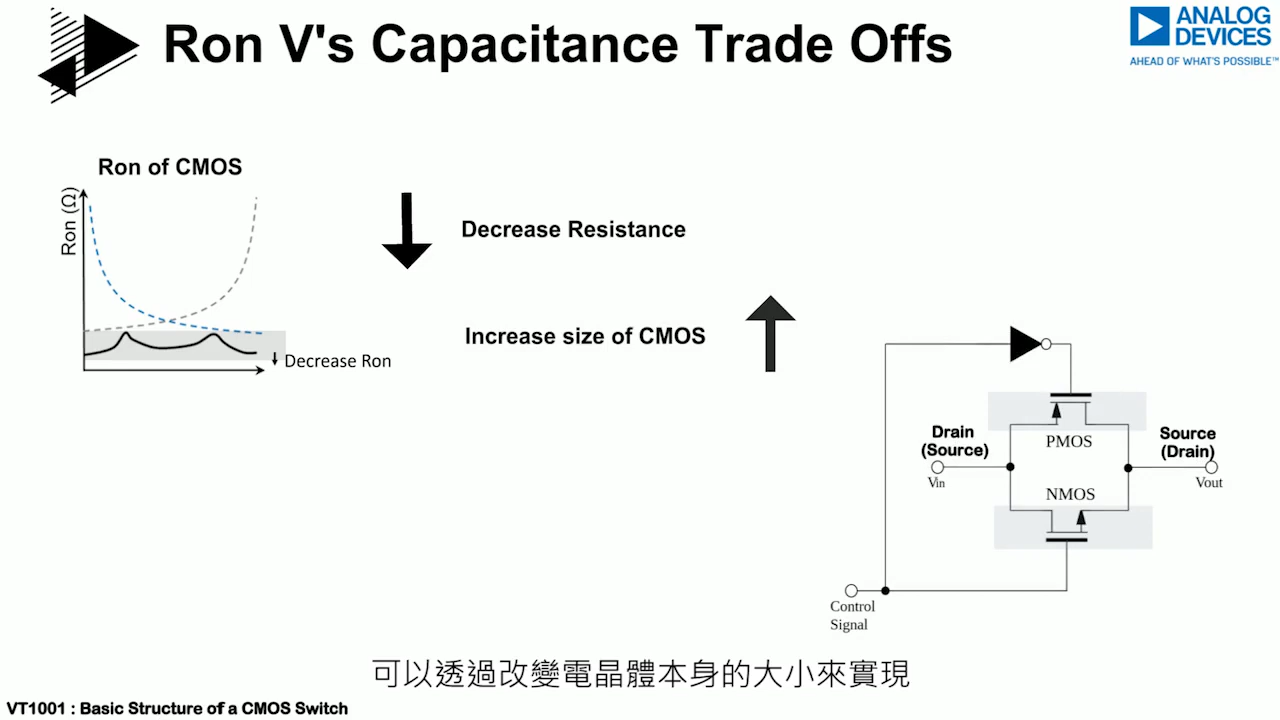 Ron V's Capacitance Trade Offs
ANALOG
DEVICES
AHEAD OF WHAT'S POSSIBLE™
Ron of CMOS
Ron (Ω)
Decrease Ron
Decrease Resistance
Increase size of CMOS
Drain
(Source)
Vin
PMOS
NMOS
Source
(Drain)
Vout
Control
Signal
可以透過改變電晶體本身的大小來實現
VT1001 : Basic Structure of a CMOS Switch